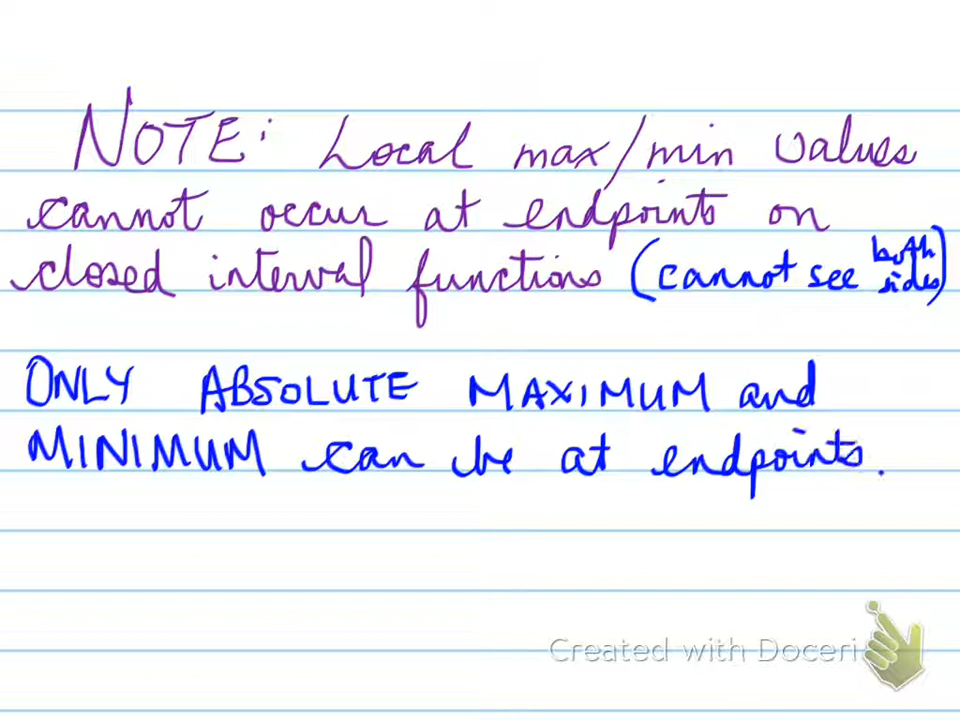 NOTE: Local max/min values
cannot occur at endpoints on
closed interval functions (cannot see both sides)
ONLY ABSOLUTE MAXIMUM and
MINIMUM can be at endpoints.
Created with Doceri